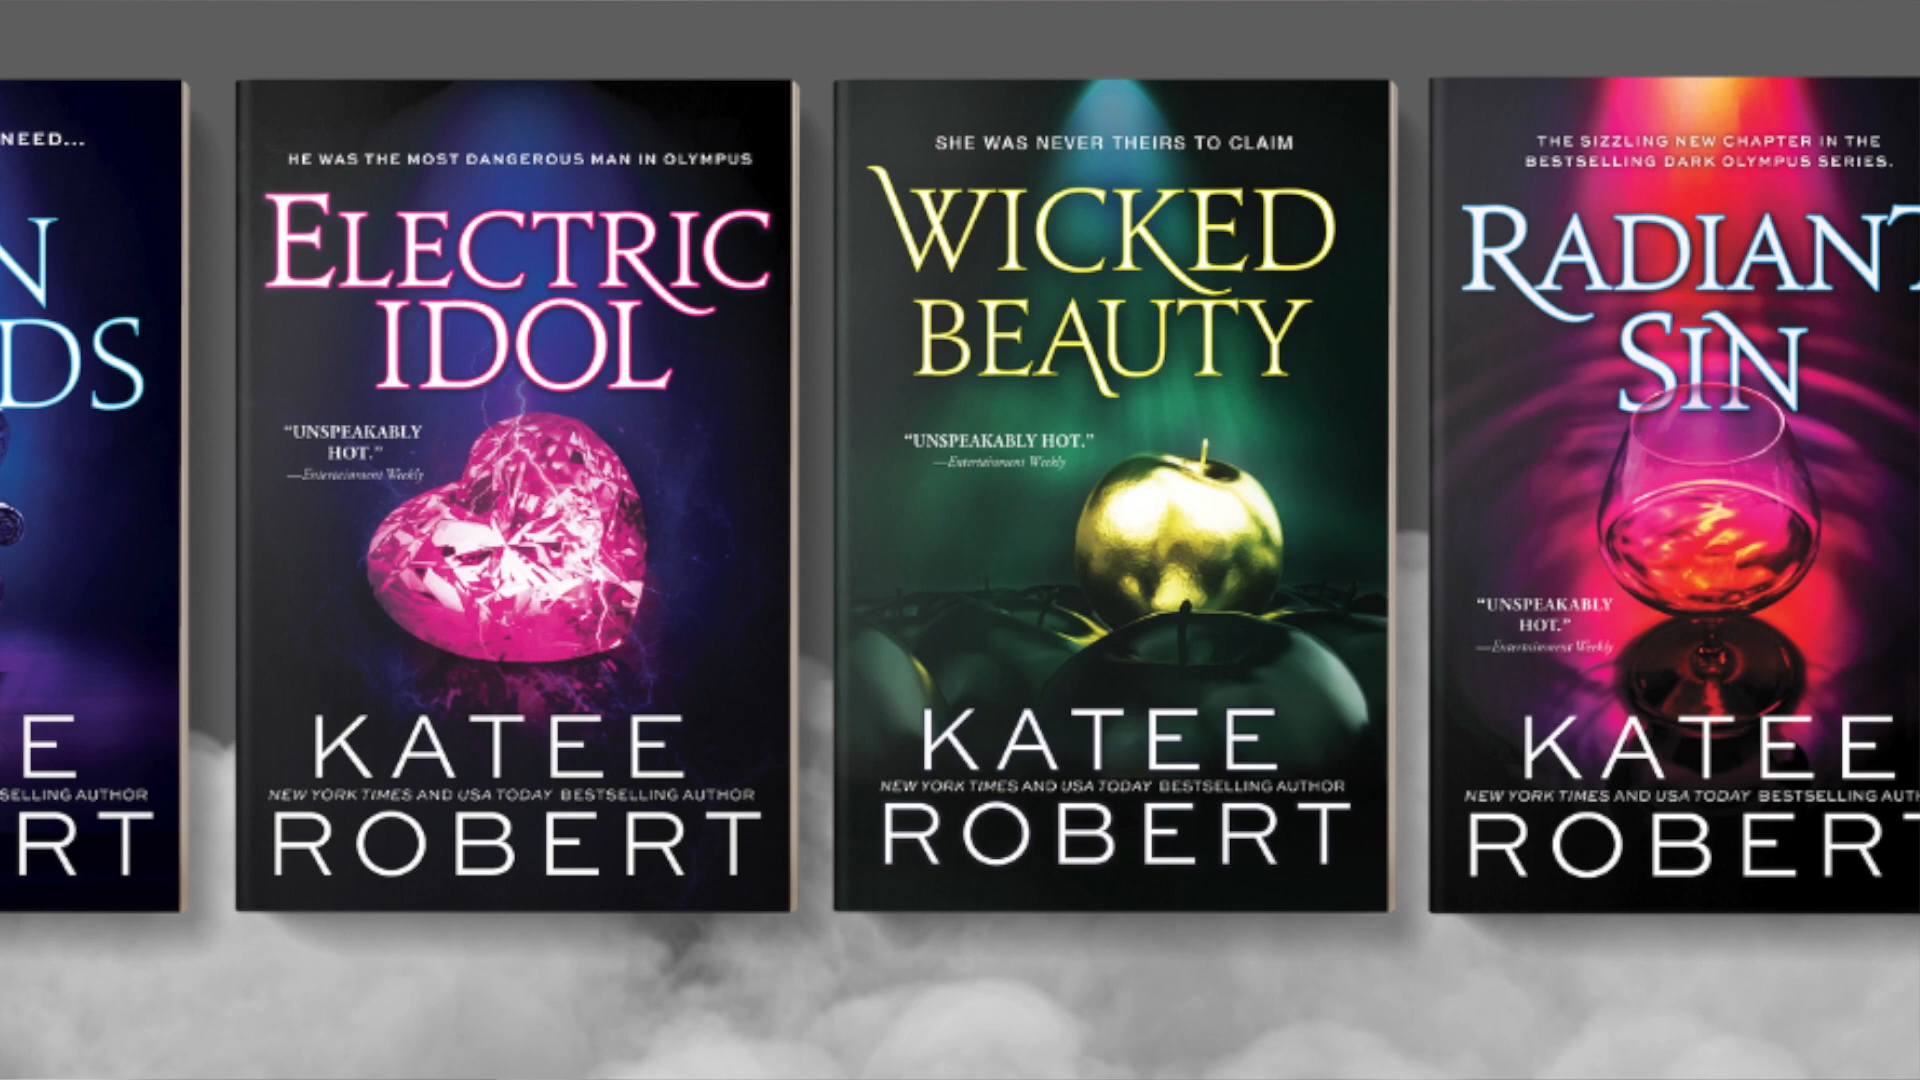 NEED...
N
DS
E
SELLING AUTHOR
RT
HE WAS THE MOST DANGEROUS MAN IN OLYMPUS
ELECTRIC
IDOL
“UNSPEAKABLY
HOT.”
—Entertainment Weekly
KATEE
NEW YORK TIMES AND USA TODAY BESTSELLING AUTHOR
ROBERT
SHE WAS NEVER THEIRS TO CLAIM
WICKED
BEAUTY
“UNSPEAKABLY HOT.”
—Entertainment Weekly
KATEE
NEW YORK TIMES AND USA TODAY BESTSELLING AUTHOR
ROBERT
THE SIZZLING NEW CHAPTER IN THE
BESTSELLING DARK OLYMPUS SERIES.
RADIANT
SIN
“UNSPEAKABLY
HOT.”
—Entertainment Weekly
KATEE
NEW YORK TIMES AND USA TODAY BESTSELLING AUTH
ROBERT